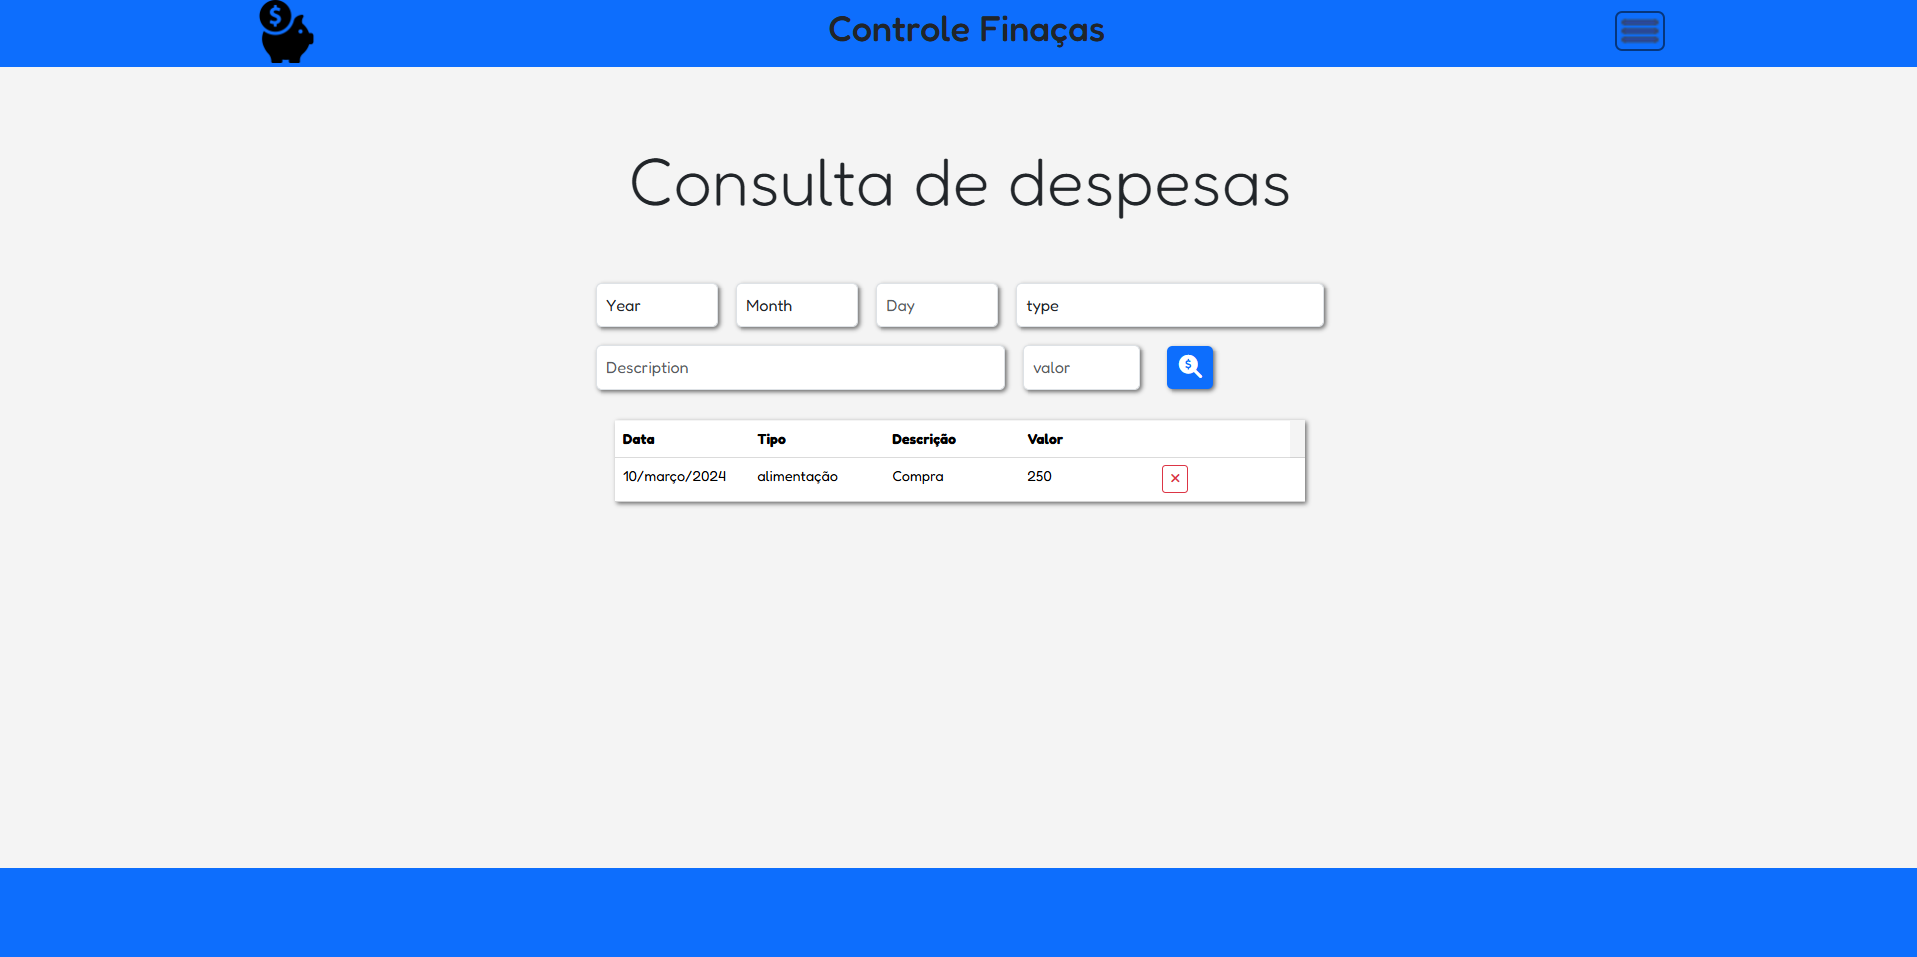 Controle Finaças
Consulta de despesas
Year Month Day type
Description valor
Data Tipo Descrição Valor
10/março/2024 alimentação Compra 250